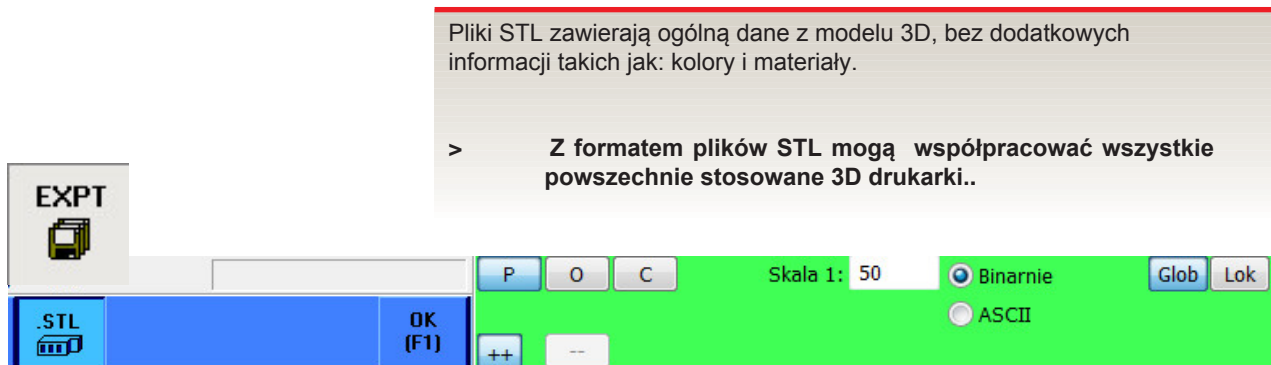 Pliki STL zawierają ogólną dane z modelu 3D, bez dodatkowych
informacji takich jak: kolory i materiały.
> Z formatem plików STL mogą współpracować wszystkie
powszechnie stosowane 3D drukarki..
EXPT
P O C Skala 1: 50 Binarnie Glob Lok
.STL OK ASCII
(F1)
++ --